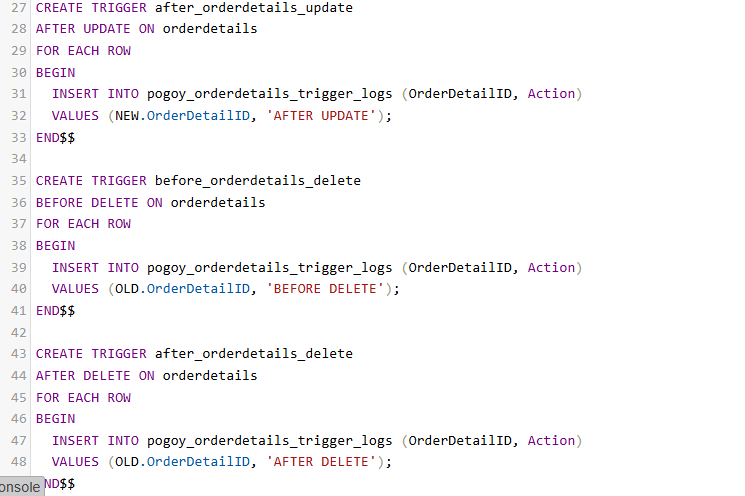 27 CREATE TRIGGER after_orderdetails_update
28 AFTER UPDATE ON orderdetails
29 FOR EACH ROW
30 BEGIN
31   INSERT INTO pogoy_orderdetails_trigger_logs (OrderDetailID, Action)
32   VALUES (NEW.OrderDetailID, 'AFTER UPDATE');
33 END$$
34
35 CREATE TRIGGER before_orderdetails_delete
36 BEFORE DELETE ON orderdetails
37 FOR EACH ROW
38 BEGIN
39   INSERT INTO pogoy_orderdetails_trigger_logs (OrderDetailID, Action)
40   VALUES (OLD.OrderDetailID, 'BEFORE DELETE');
41 END$$
42
43 CREATE TRIGGER after_orderdetails_delete
44 AFTER DELETE ON orderdetails
45 FOR EACH ROW
46 BEGIN
47   INSERT INTO pogoy_orderdetails_trigger_logs (OrderDetailID, Action)
48   VALUES (OLD.OrderDetailID, 'AFTER DELETE');
onsole ND$$